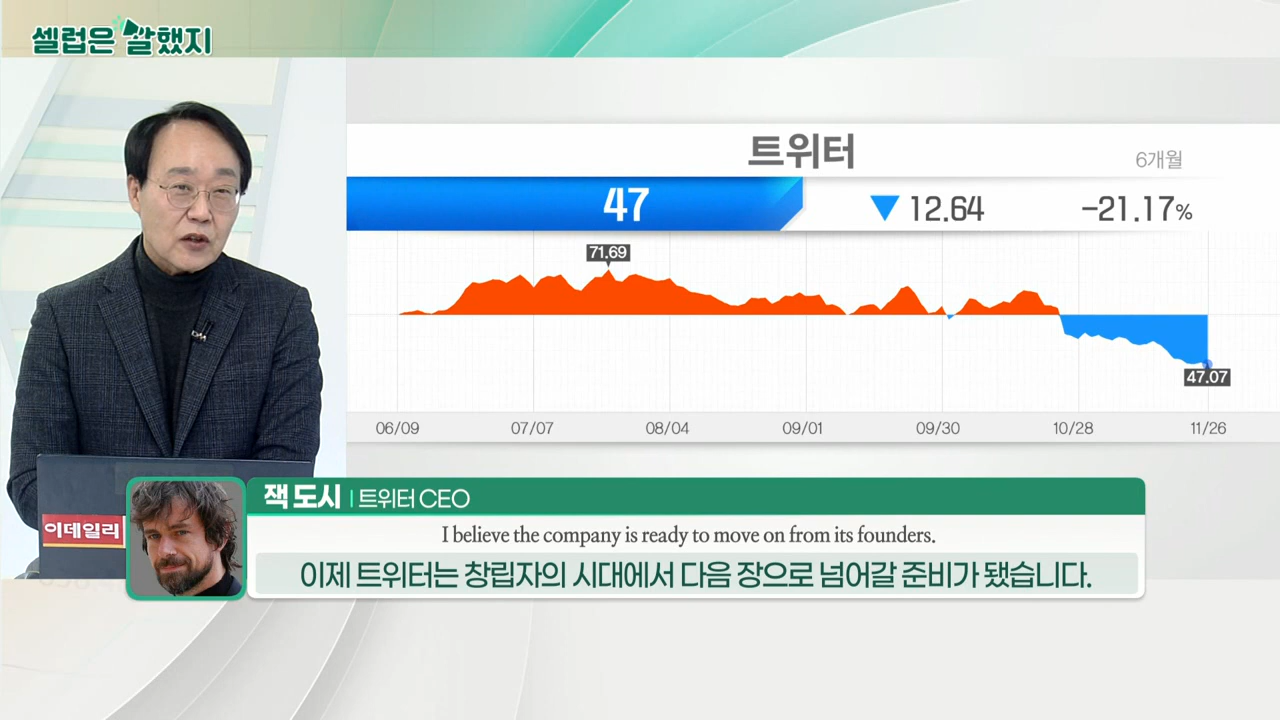 셀럽은 말했지
트위터
6개월
47
▼ 12.64
-21.17%
71.69
47.07
06/09
07/07
08/04
09/01
09/30
10/28
11/26
이데일리
잭 도시 | 트위터 CEO
I believe the company is ready to move on from its founders.
이제 트위터는 창립자의 시대에서 다음 장으로 넘어갈 준비가 됐습니다.